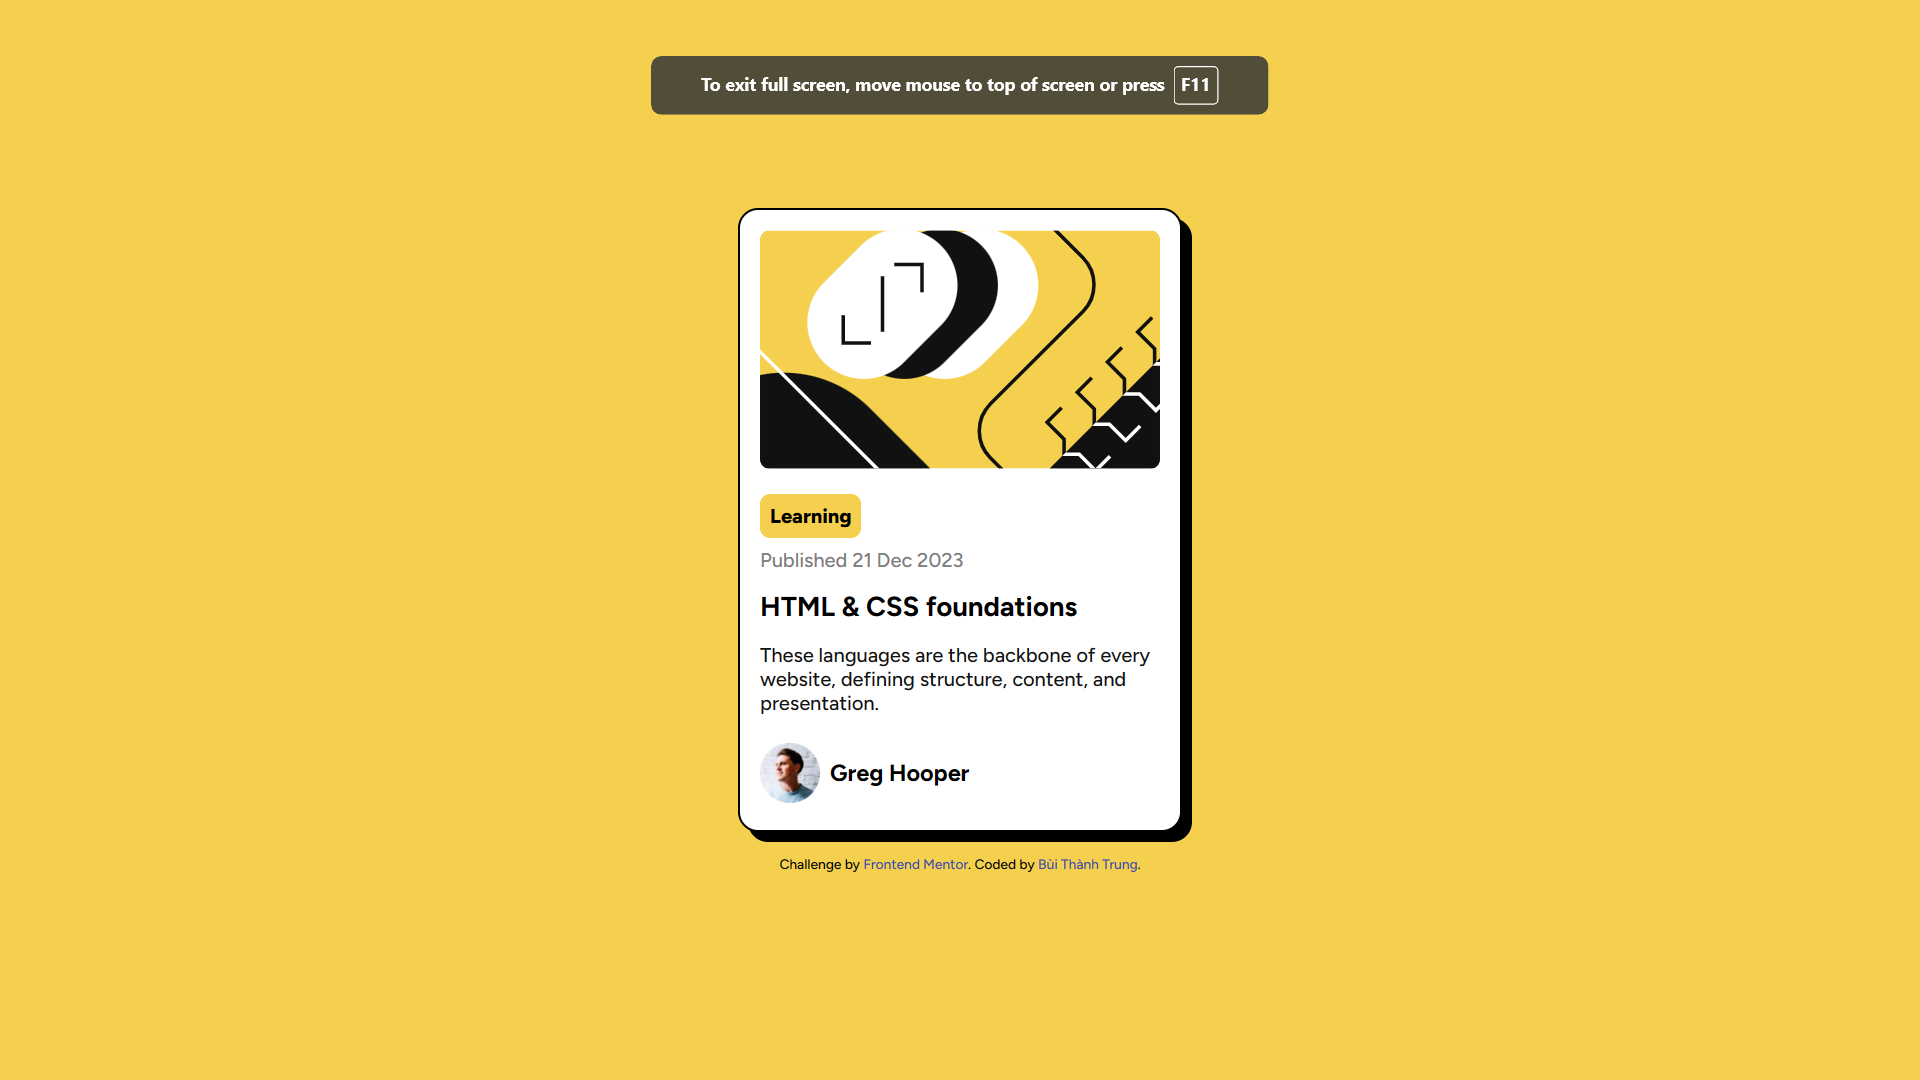 To exit full screen, move mouse to top of screen or press F11
Learning
Published 21 Dec 2023
HTML & CSS foundations
These languages are the backbone of every
website, defining structure, content, and
presentation.
Greg Hooper
Challenge by Frontend Mentor. Coded by Bùi Thành Trung.